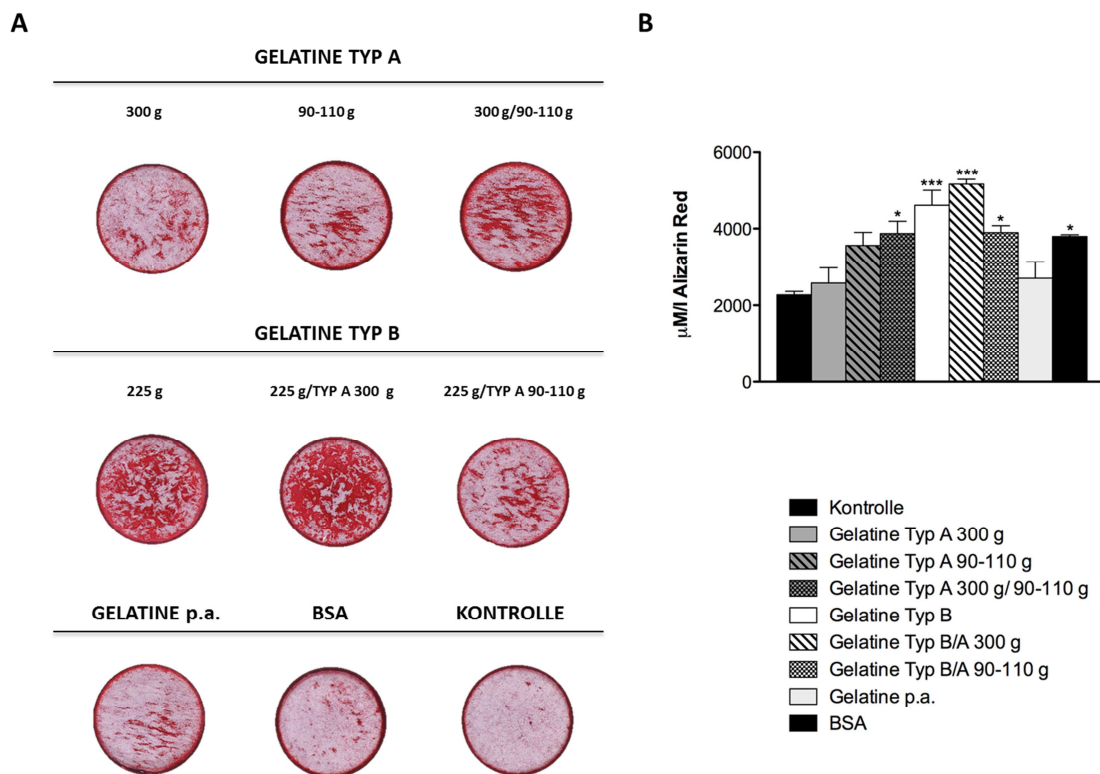 A
GELATINE TYP A
300 g 90-110 g 300 g/90-110 g
GELATINE TYP B
225 g 225 g/TYP A 300 g 225 g/TYP A 90-110 g
GELATINE p.a. BSA KONTROLLE
B
µM/l Alizarin Red
6000
4000
2000
0
* *** *** * *
Kontrolle
Gelatine Typ A 300 g
Gelatine Typ A 90-110 g
Gelatine Typ A 300 g/ 90-110 g
Gelatine Typ B
Gelatine Typ B/A 300 g
Gelatine Typ B/A 90-110 g
Gelatine p.a.
BSA